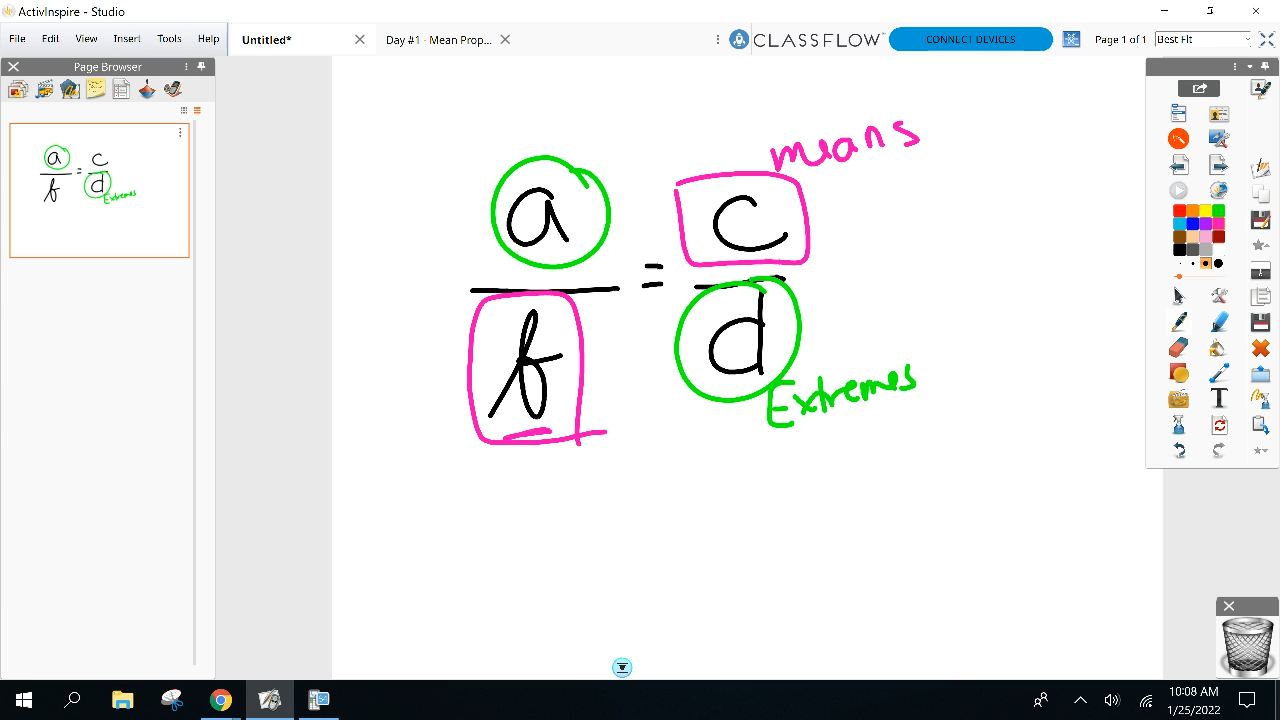 ActivInspire - Studio
File Edit View Insert Tools Help
Untitled*
Day #1 - Mean Prop...
CLASSFLOW
CONNECT DEVICES
Page 1 of 1
Best Fit
Page Browser
a c
= 
d
Extremes
means
a c
=
d
Extremes
10:08 AM
1/25/2022